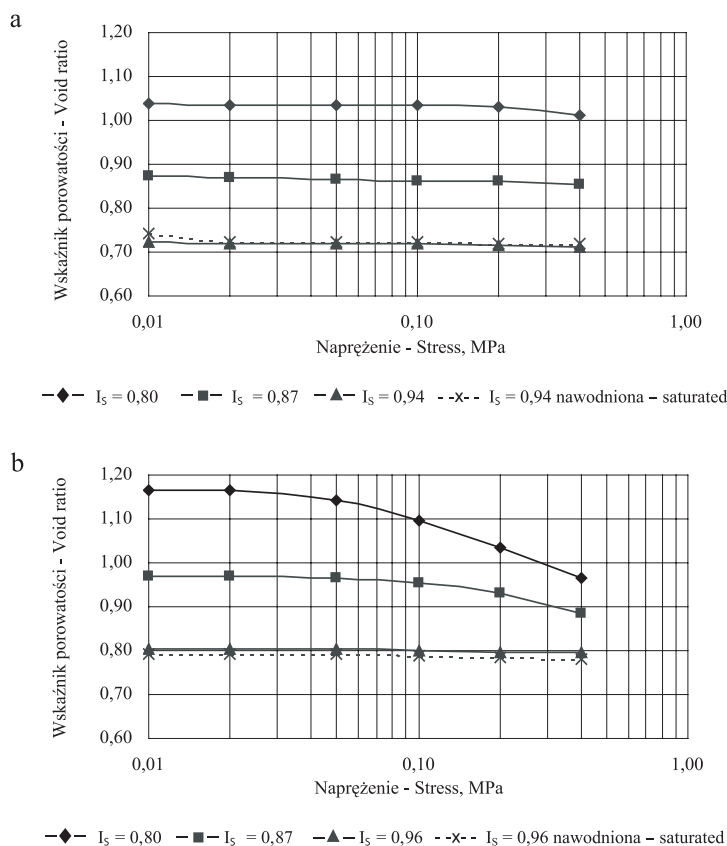 a
1,20
1,10
1,00
0,90
0,80
0,70
0,60
Wskaźnik porowatości - Void ratio
0,01 0,10 1,00
Naprężenie - Stress, MPa
I_S = 0,80 I_S = 0,87 I_S = 0,94 --x-- I_S = 0,94 nawodniona – saturated
b
1,20
1,10
1,00
0,90
0,80
0,70
0,60
Wskaźnik porowatości - Void ratio
0,01 0,10 1,00
Naprężenie - Stress, MPa
I_S = 0,80 I_S = 0,87 I_S = 0,96 --x-- I_S = 0,96 nawodniona – saturated